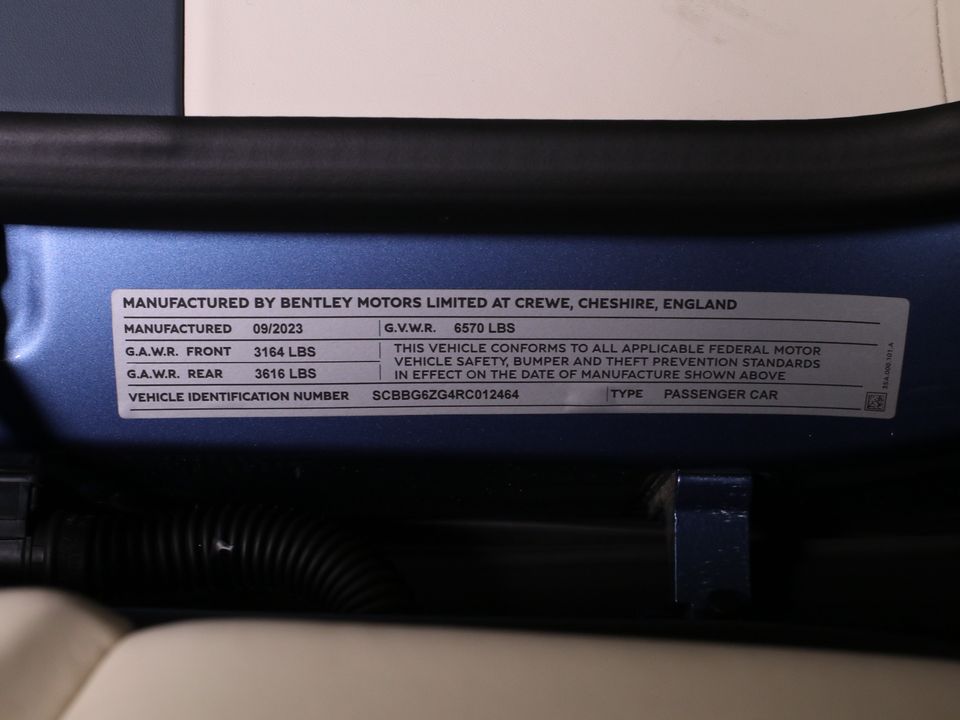 MANUFACTURED BY BENTLEY MOTORS LIMITED AT CREWE, CHESHIRE, ENGLAND
MANUFACTURED 09/2023 G.V.W.R. 6570 LBS
G.A.W.R. FRONT 3164 LBS
G.A.W.R. REAR 3616 LBS
THIS VEHICLE CONFORMS TO ALL APPLICABLE FEDERAL MOTOR
VEHICLE SAFETY, BUMPER AND THEFT PREVENTION STANDARDS
IN EFFECT ON THE DATE OF MANUFACTURE SHOWN ABOVE
VEHICLE IDENTIFICATION NUMBER SCBBG6ZG4RC012464 TYPE PASSENGER CAR